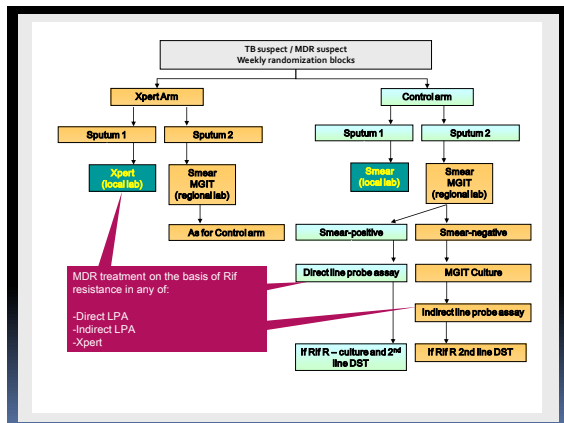 TB suspect / MDR suspect
Weekly randomization blocks
Xpert Arm
Control arm
Sputum 1
Sputum 2
Sputum 1
Sputum 2
Xpert
(local lab)
Smear
MGIT
(regional lab)
Smear
(local lab)
Smear
MGIT
(regional lab)
As for Control arm
Smear-positive
Smear-negative
MDR treatment on the basis of Rif
resistance in any of:
-Direct LPA
-Indirect LPA
-Xpert
Direct line probe assay
MGIT Culture
Indirect line probe assay
If Rif R – culture and 2nd
line DST
If Rif R 2nd line DST